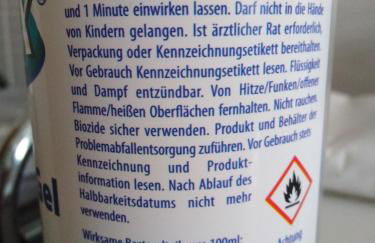 und 1 Minute einwirken lassen. Darf nicht in die Hände
von Kindern gelangen. Ist ärztlicher Rat erforderlich,
Verpackung oder Kennzeichnungsetikett bereithalten.
Vor Gebrauch Kennzeichnungsetikett lesen. Flüssigkeit
und Dampf entzündbar. Von Hitze/Funken/offener
Flamme/heißen Oberflächen fernhalten. Nicht rauchen.
Biozide sicher verwenden. Produkt und Behälter der
Problemabfallentsorgung zuführen. Vor Gebrauch stets
Kennzeichnung und Produkt-
information lesen. Nach Ablauf des
Halbbarkeitsdatums nicht mehr
verwenden.
Gel
100ml:
Achtung